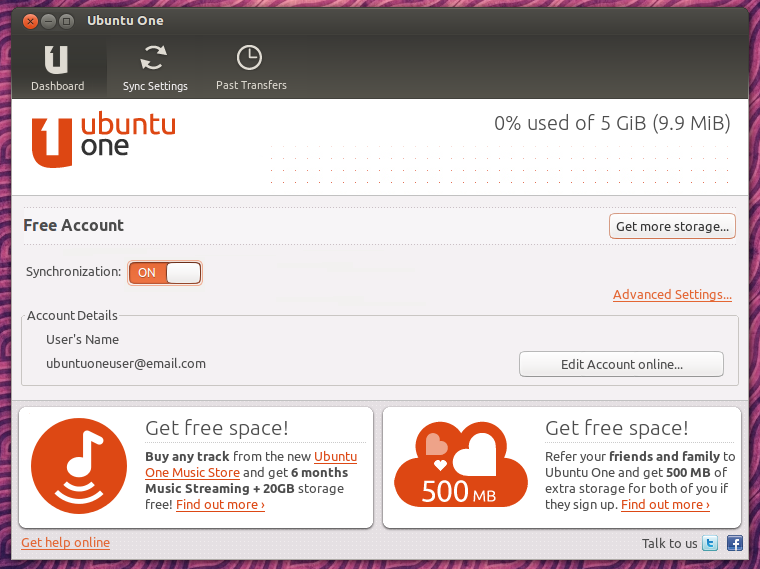 Ubuntu One
Dashboard
Sync Settings
Past Transfers
ubuntu
one
0% used of 5 GiB (9.9 MiB)
Free Account
Get more storage...
Synchronization:
ON
Advanced Settings...
Account Details
User's Name
ubuntuoneuser@email.com
Edit Account online...
Get free space!
Buy any track from the new Ubuntu
One Music Store and get 6 months
Music Streaming + 20GB storage
free! Find out more ›
500 MB
Get free space!
Refer your friends and family to
Ubuntu One and get 500 MB of
extra storage for both of you if
they sign up. Find out more ›
Get help online
Talk to us